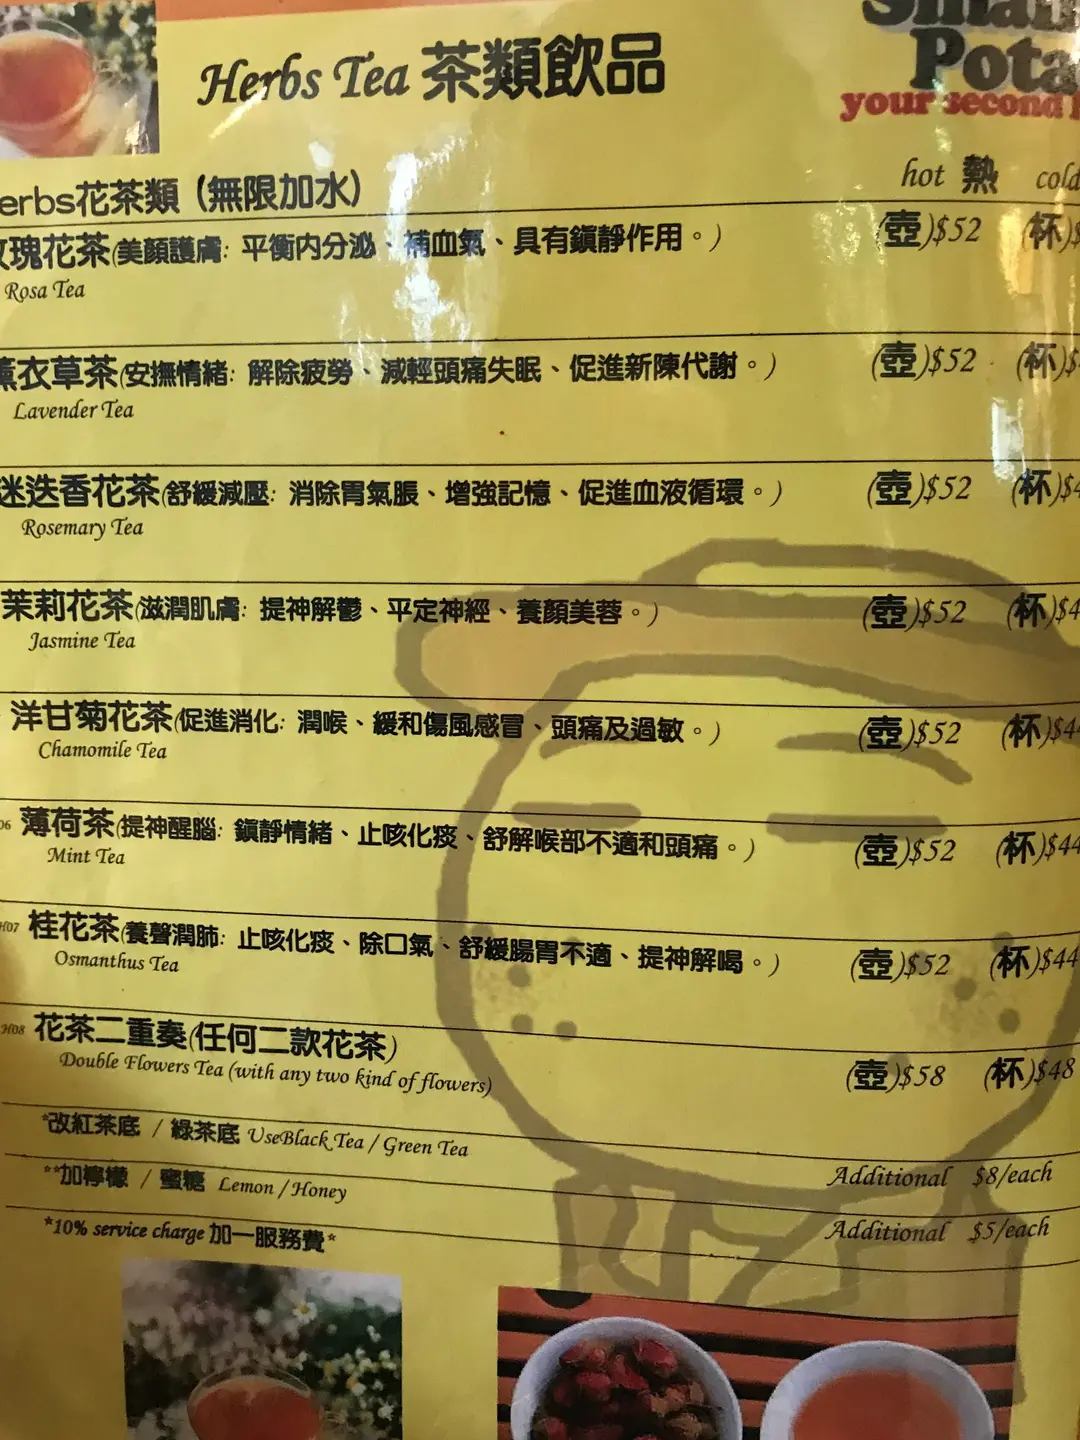 Small
Pota
your second
Herbs Tea 茶類飲品
hot 熱 cold
erbs花茶類（無限加水）
玫瑰花茶(美顏護膚: 平衡內分泌、補血氣、具有鎮靜作用。) (壺)$52 (杯)$
Rosa Tea
薰衣草茶(安撫情緒: 解除疲勞、減輕頭痛失眠、促進新陳代謝。) (壺)$52 (杯)$
Lavender Tea
迷迭香花茶(舒緩減壓: 消除胃氣脹、增強記憶、促進血液循環。) (壺)$52 (杯)$4
Rosemary Tea
茉莉花茶(滋潤肌膚: 提神解鬱、平定神經、養顏美蓉。) (壺)$52 (杯)$4
Jasmine Tea
洋甘菊花茶(促進消化: 潤喉、緩和傷風感冒、頭痛及過敏。) (壺)$52 (杯)$44
Chamomile Tea
06 薄荷茶(提神醒腦: 鎮靜情緒、止咳化痰、舒解喉部不適和頭痛。) (壺)$52 (杯)$44
Mint Tea
H07 桂花茶(養聲潤肺: 止咳化痰、除口氣、舒緩腸胃不適、提神解喝。) (壺)$52 (杯)$44
Osmanthus Tea
H08 花茶二重奏(任何二款花茶) (壺)$58 (杯)$48
Double Flowers Tea (with any two kind of flowers)
*改紅茶底 / 綠茶底 UseBlack Tea / Green Tea Additional $8/each
**加檸檬 / 蜜糖 Lemon / Honey Additional $5/each
*10% service charge 加一服務費*